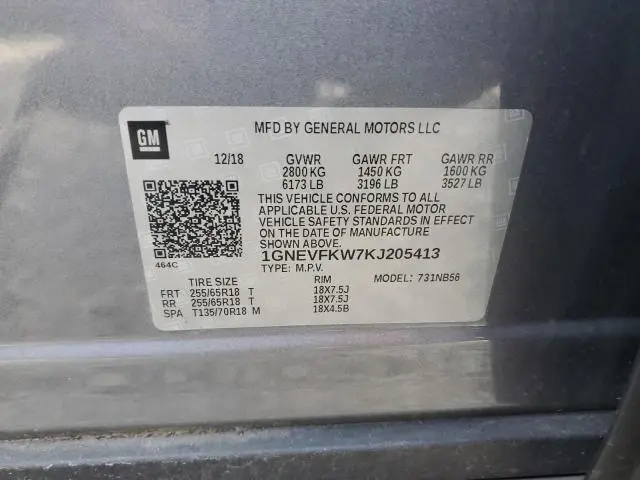 GM
MFD BY GENERAL MOTORS LLC
12/18 GVWR GAWR FRT GAWR RR
2800 KG 1450 KG 1600 KG
6173 LB 3196 LB 3527 LB
THIS VEHICLE CONFORMS TO ALL
APPLICABLE U.S. FEDERAL MOTOR
VEHICLE SAFETY STANDARDS IN EFFECT
ON THE DATE OF MANUFACTURE
SHOWN ABOVE.
464C 1GNEVFKW7KJ205413
TYPE: M.P.V. MODEL: 731NB56
TIRE SIZE RIM
FRT 255/65R18 T 18X7.5J
RR 255/65R18 T 18X7.5J
SPA T135/70R18 M 18X4.5B